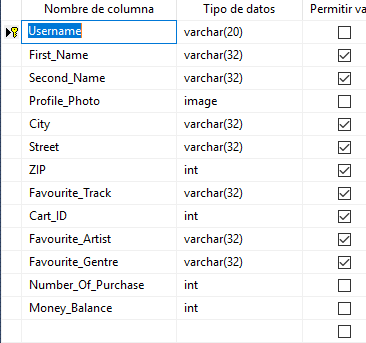 Nombre de columna Tipo de datos Permitir va
Username varchar(20)
First_Name varchar(32)
Second_Name varchar(32)
Profile_Photo image
City varchar(32)
Street varchar(32)
ZIP int
Favourite_Track varchar(32)
Cart_ID int
Favourite_Artist varchar(32)
Favourite_Gentre varchar(32)
Number_Of_Purchase int
Money_Balance int